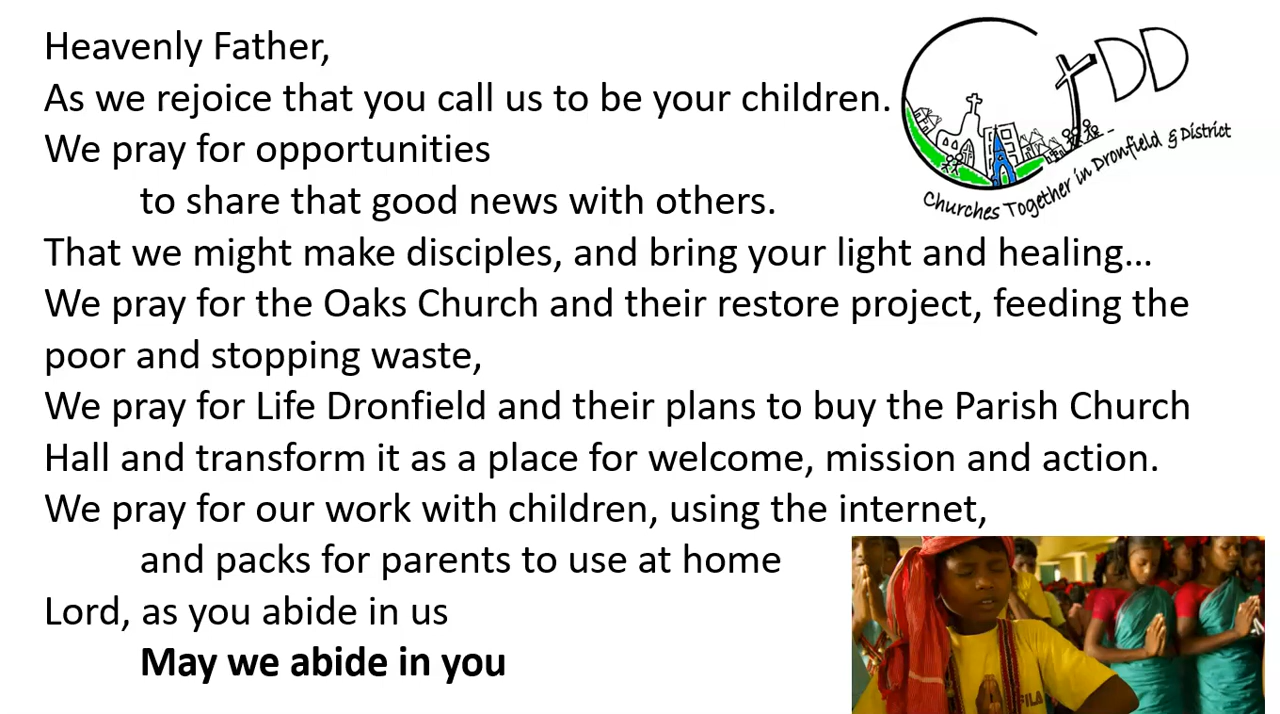 Heavenly Father,
As we rejoice that you call us to be your children.
We pray for opportunities
to share that good news with others.
That we might make disciples, and bring your light and healing…
We pray for the Oaks Church and their restore project, feeding the
poor and stopping waste,
We pray for Life Dronfield and their plans to buy the Parish Church
Hall and transform it as a place for welcome, mission and action.
We pray for our work with children, using the internet,
and packs for parents to use at home
Lord, as you abide in us
May we abide in you
CtDD
Churches Together in Dronfield & District